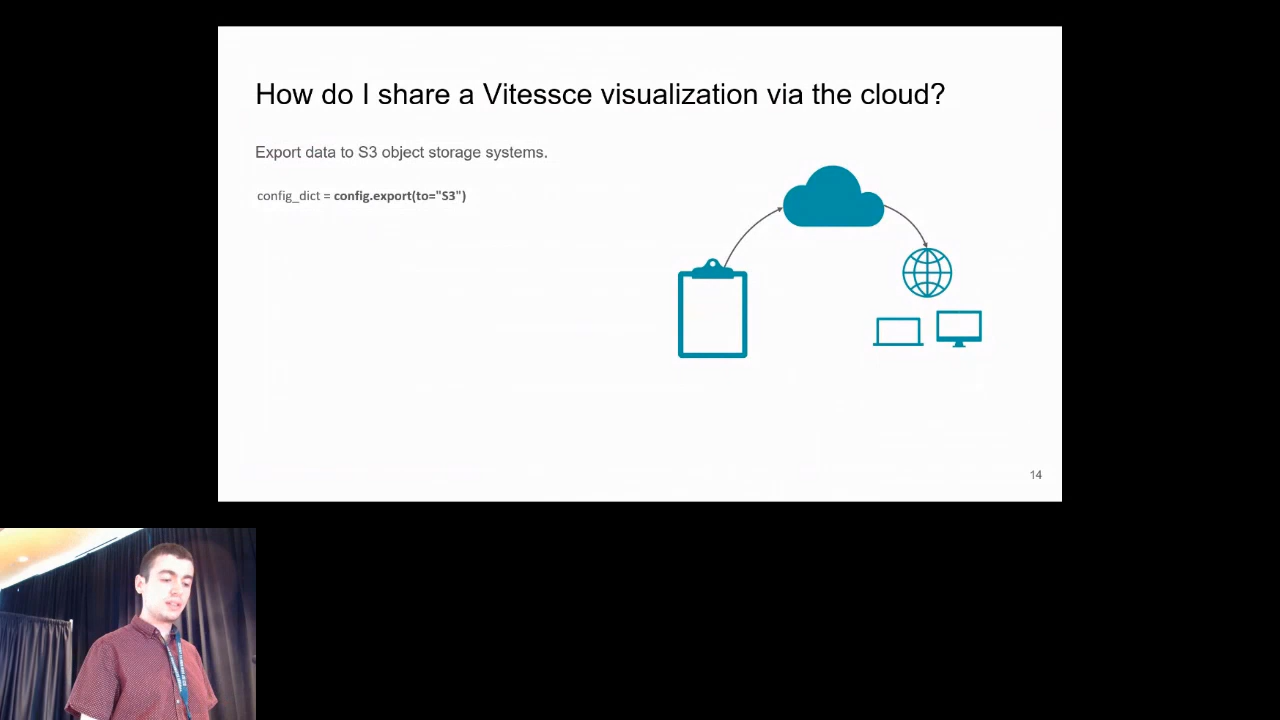 How do I share a Vitessce visualization via the cloud?
Export data to S3 object storage systems.
config_dict = config.export(to="S3")
14